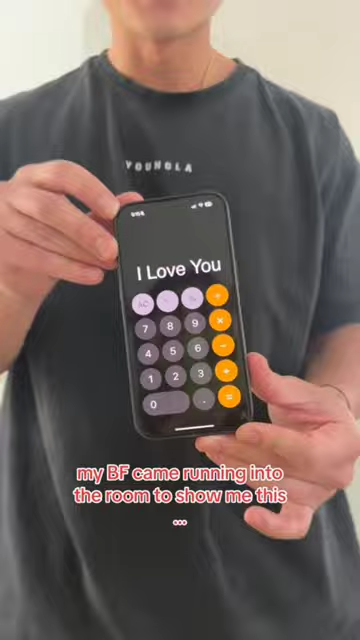 YOUNGLA
I Love You
AC
7 8 9 ×
4 5 6 −
1 2 3 +
0 . =
my BF came running into
the room to show me this
...